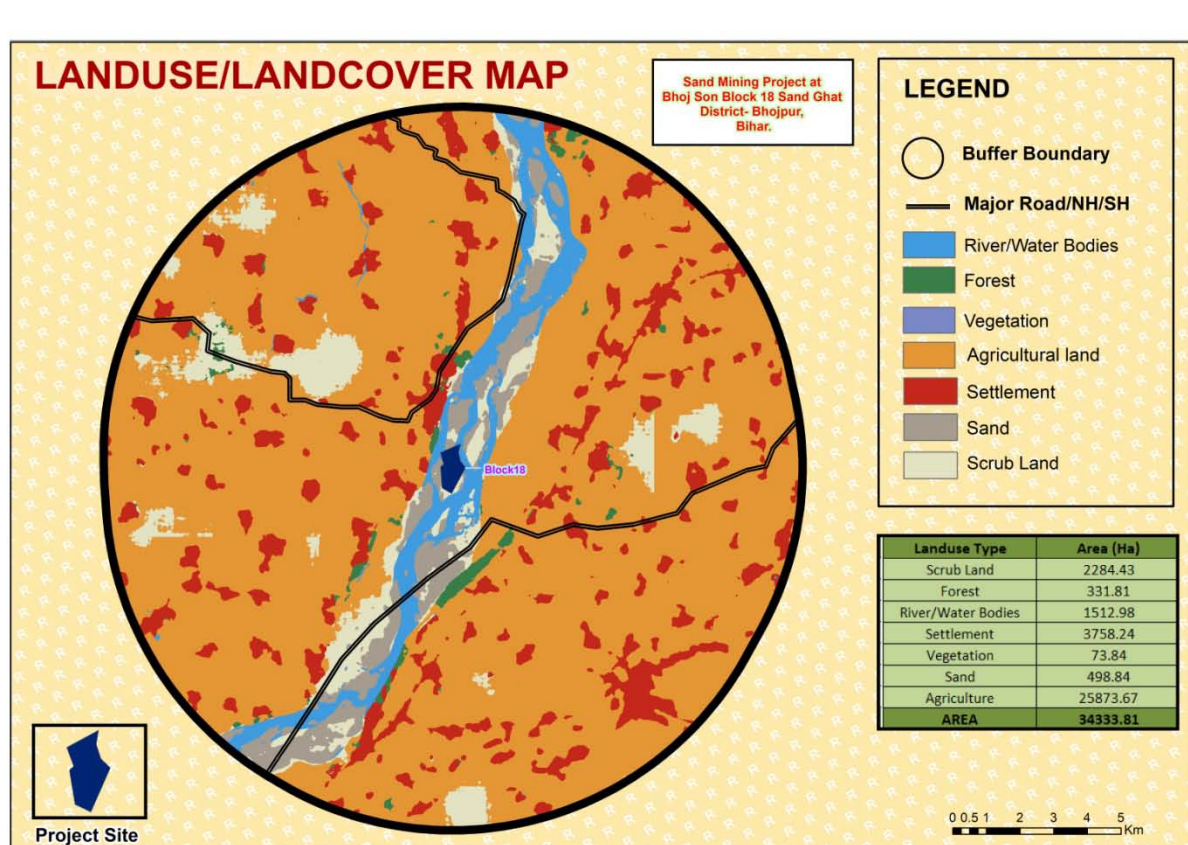 LANDUSE/LANDCOVER MAP
Sand Mining Project at
Bhoj Son Block 18 Sand Ghat
District- Bhojpur,
Bihar.
LEGEND
Buffer Boundary
Major Road/NH/SH
River/Water Bodies
Forest
Vegetation
Agricultural land
Settlement
Sand
Scrub Land
Block18
Landuse Type Area (Ha)
Scrub Land 2284.43
Forest 331.81
River/Water Bodies 1512.98
Settlement 3758.24
Vegetation 73.84
Sand 498.84
Agriculture 25873.67
AREA 34333.81
Project Site
0 0.5 1 2 3 4 5
Km